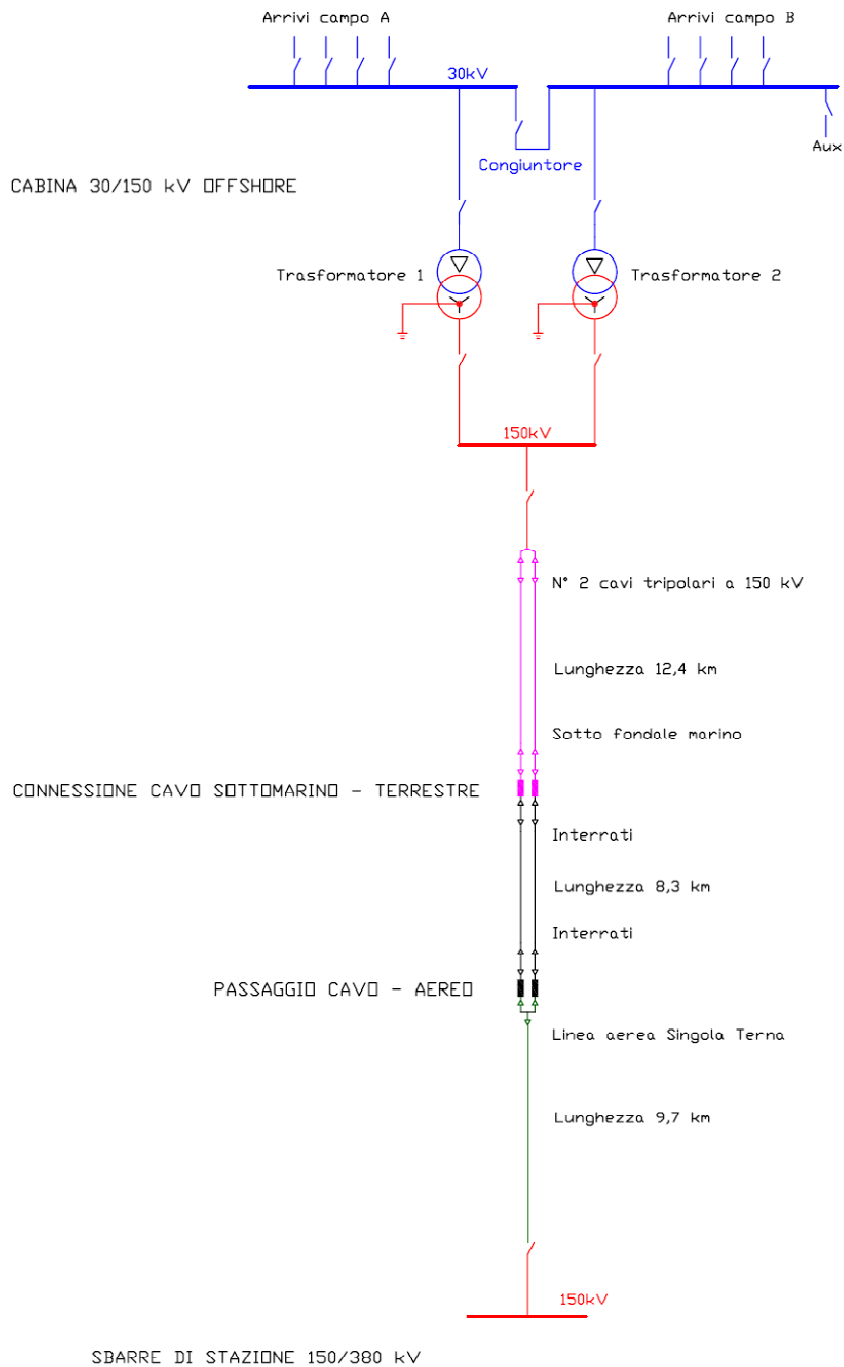 Arrivi campo A
Arrivi campo B
30kV
Aux
Congiuntore
CABINA 30/150 kV OFFSHORE
Trasformatore 1
Trasformatore 2
150kV
N° 2 cavi tripolari a 150 kV
Lunghezza 12,4 km
Sotto fondale marino
CONNESSIONE CAVO SOTTOMARINO - TERRESTRE
Interrati
Lunghezza 8,3 km
Interrati
PASSAGGIO CAVO - AEREO
Linea aerea Singola Terna
Lunghezza 9,7 km
150kV
SBARRE DI STAZIONE 150/380 kV